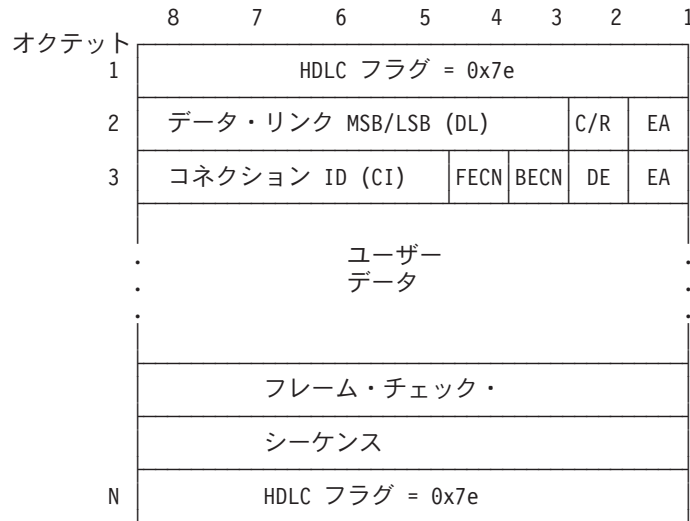 8 7 6 5 4 3 2 1
オクテット
1 HDLC フラグ = 0x7e
2 データ・リンク MSB/LSB (DL) C/R EA
3 コネクション ID (CI) FECN BECN DE EA
ユーザー
データ
フレーム・チェック・
シーケンス
N HDLC フラグ = 0x7e